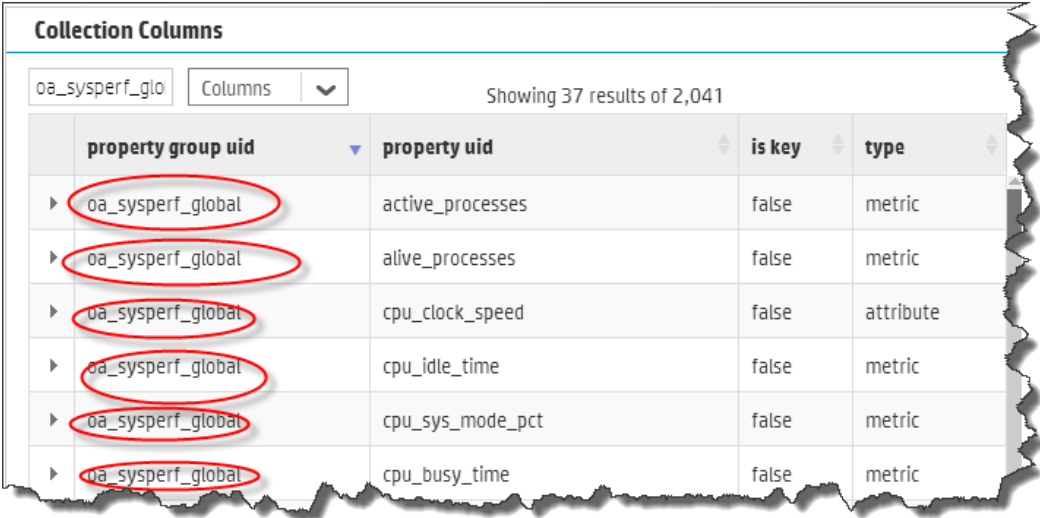 Collection Columns
oa_sysperf_glo
Columns
Showing 37 results of 2,041
property group uid property uid is key type
oa_sysperf_global active_processes false metric
oa_sysperf_global alive_processes false metric
oa_sysperf_global cpu_clock_speed false attribute
oa_sysperf_global cpu_idle_time false metric
oa_sysperf_global cpu_sys_mode_pct false metric
oa_sysperf_global cpu_busy_time false metric